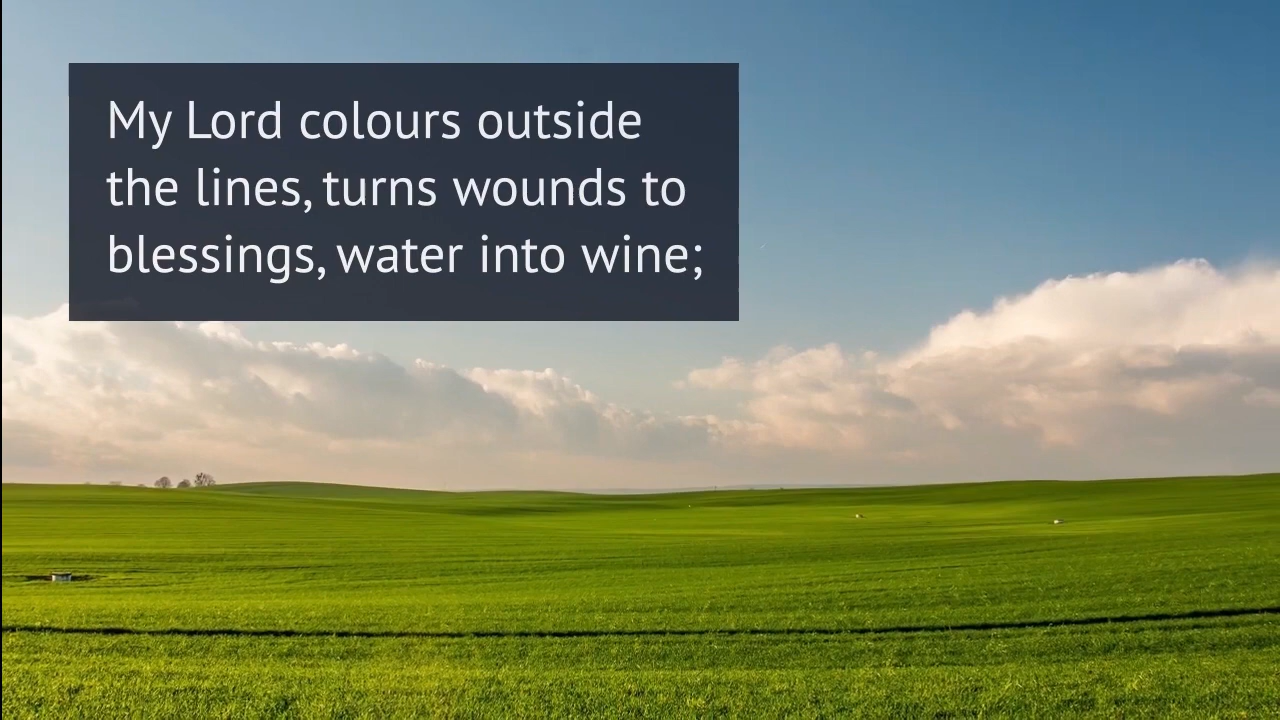 My Lord colours outside
the lines, turns wounds to
blessings, water into wine;